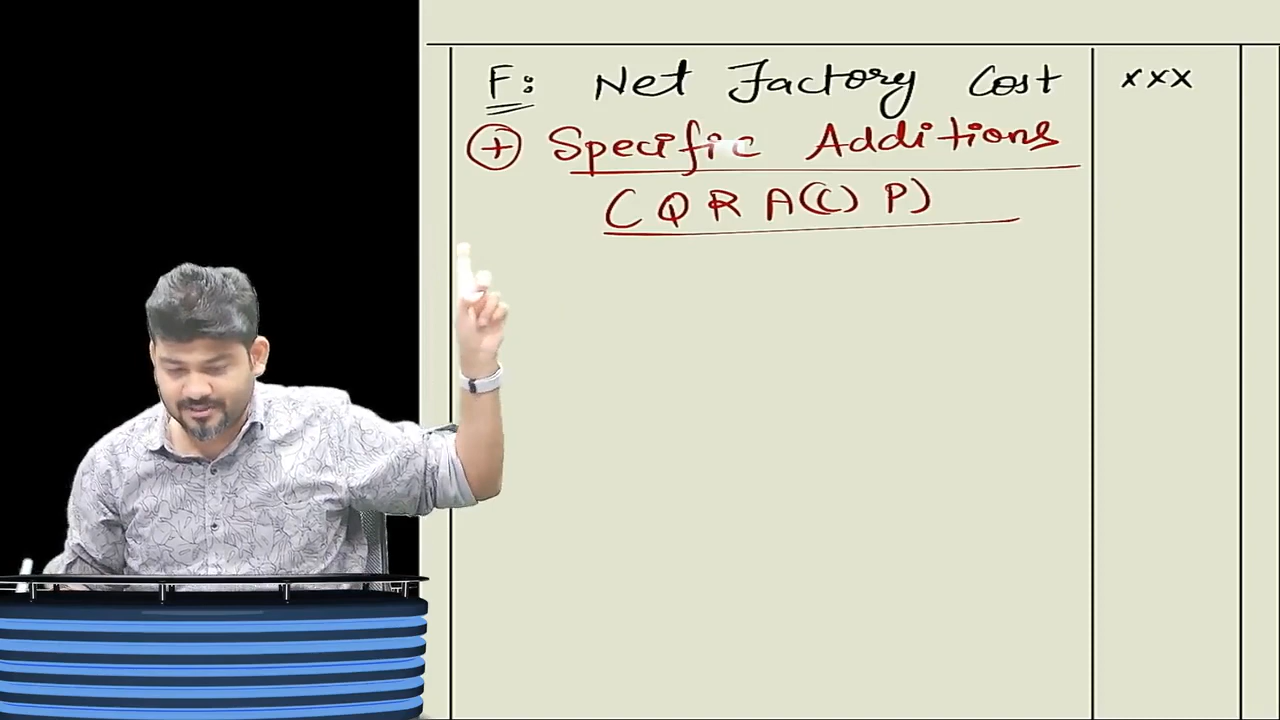 F: Net Factory Cost xxx
(+) Specific Additions
(Q R A(C) P)